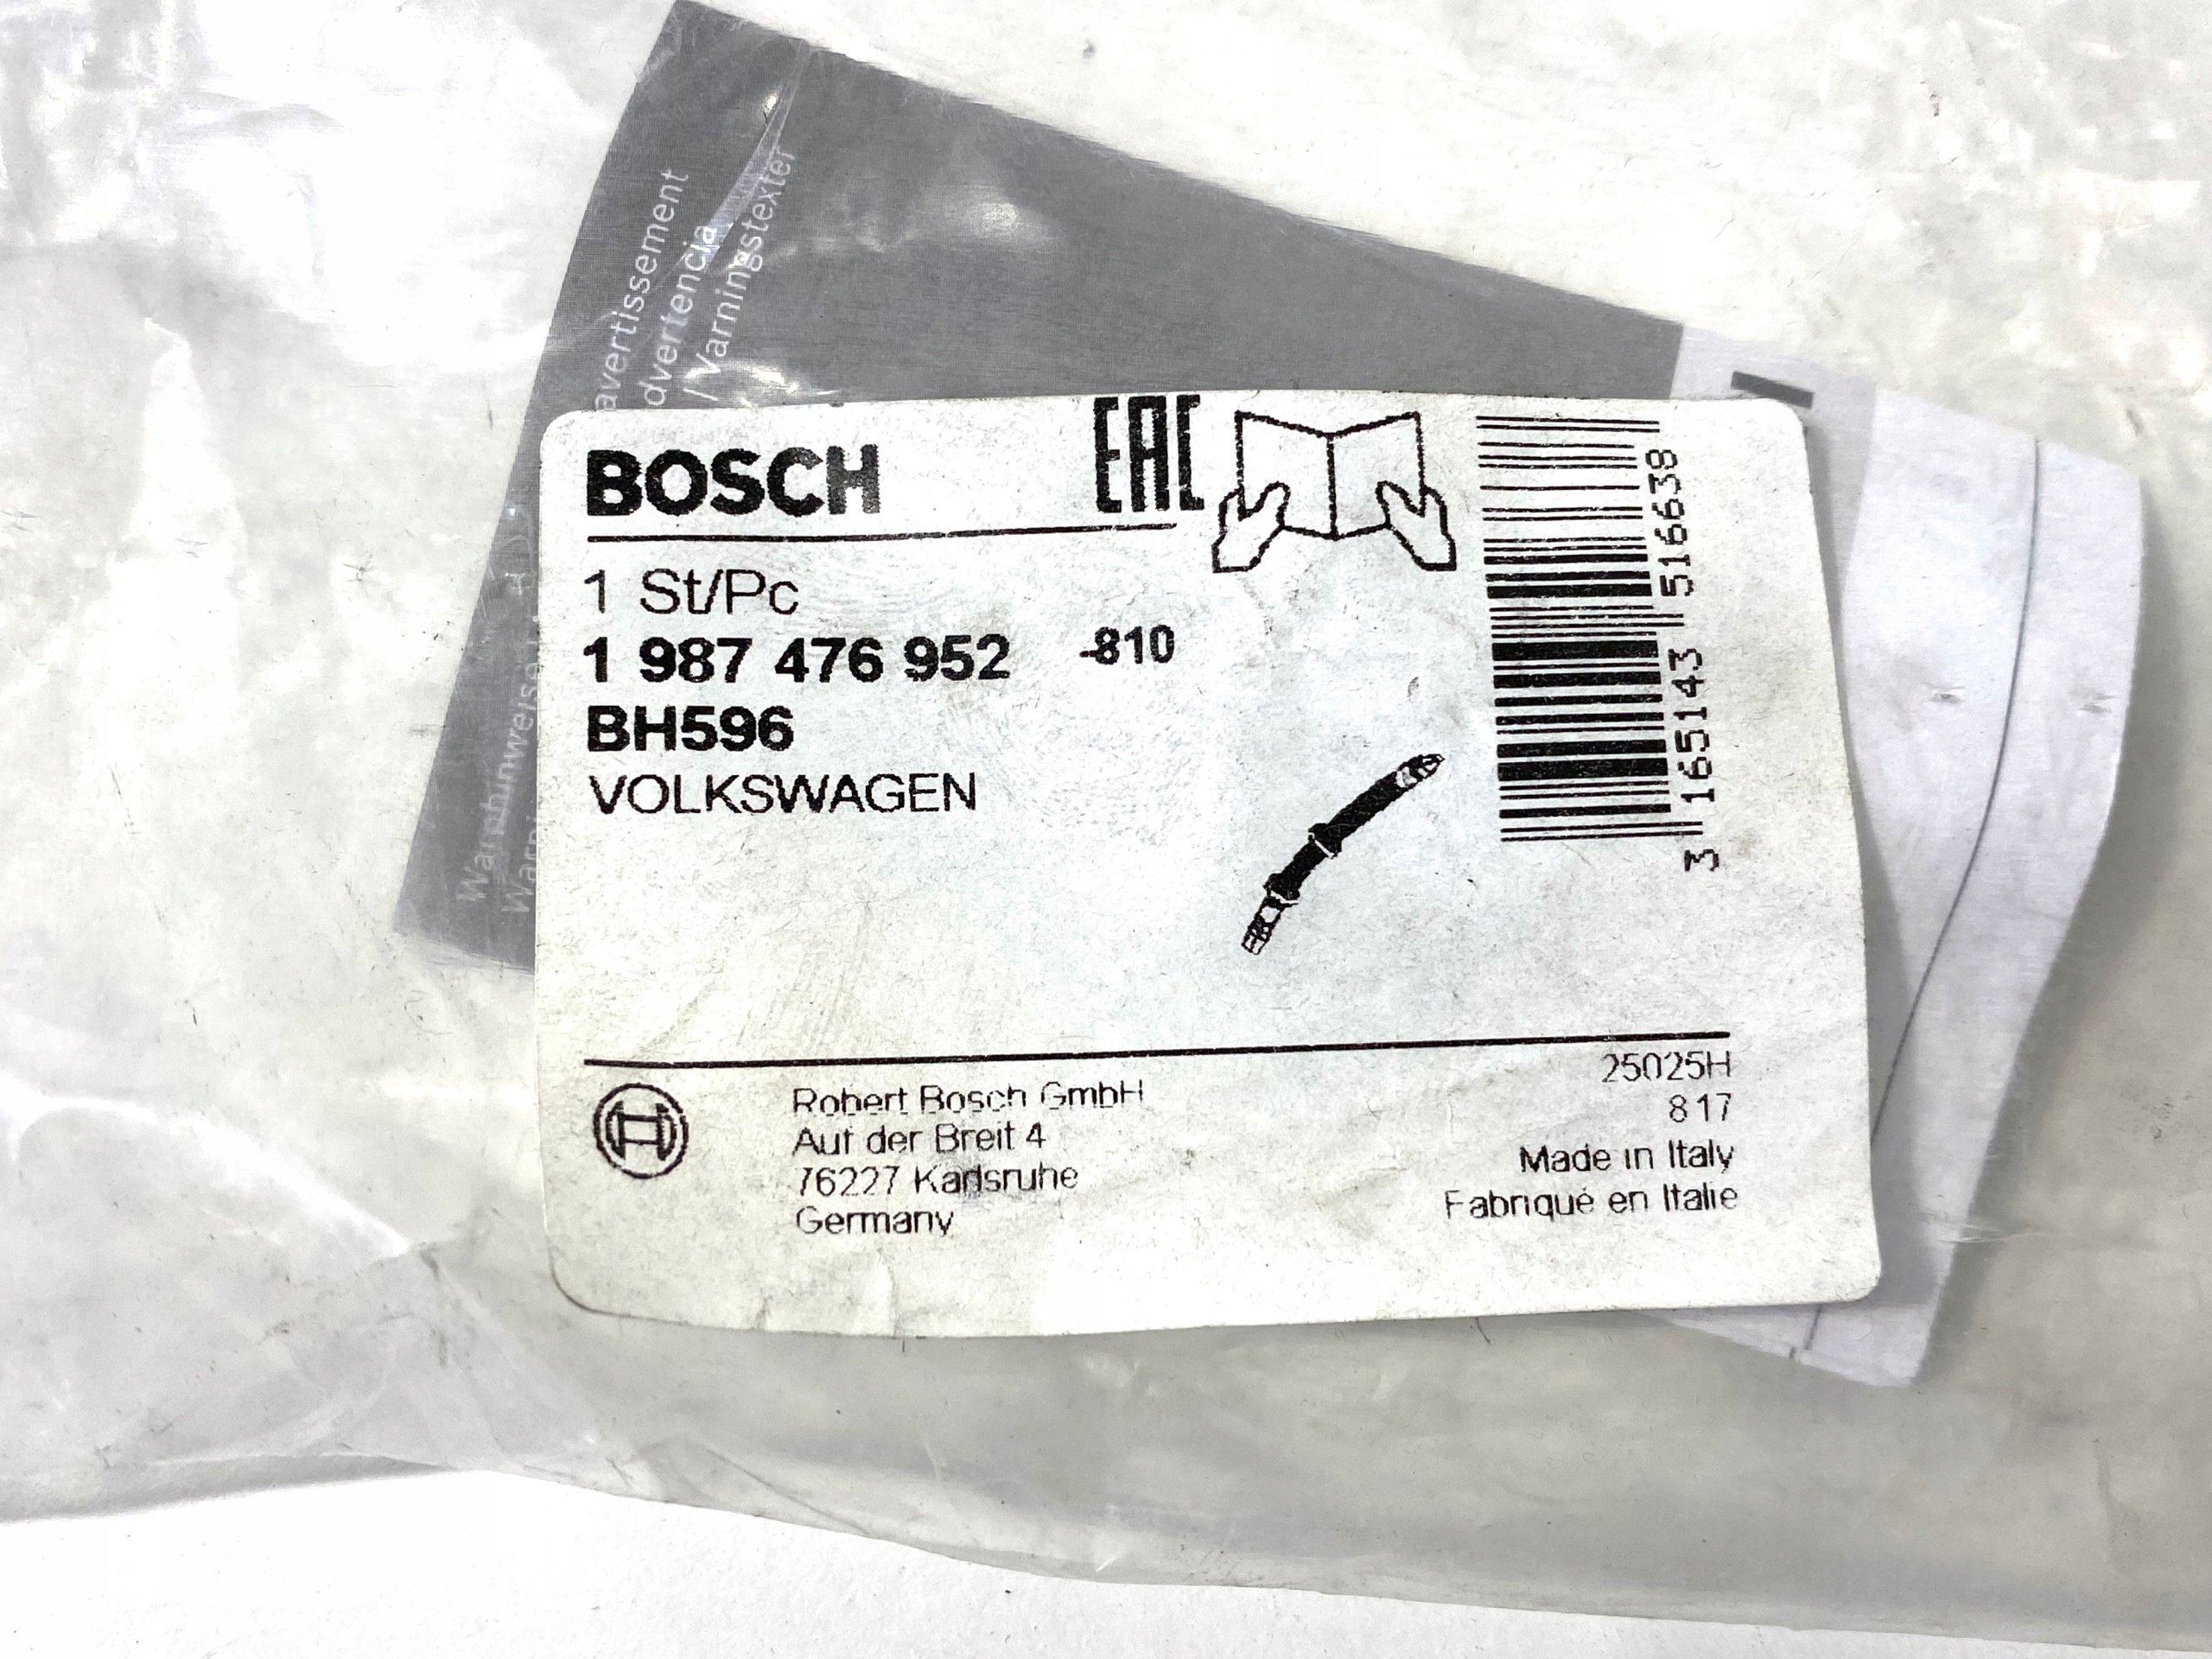 avertissement
dvertencia
/ Varningstexter
BOSCH
EAC
1 St/Pc
1 987 476 952 -810
BH596
VOLKSWAGEN
3 165143 516638
Robert Bosch GmbH
Auf der Breit 4
76227 Karlsruhe
Germany
25025H
817
Made in Italy
Fabriqué en Italie